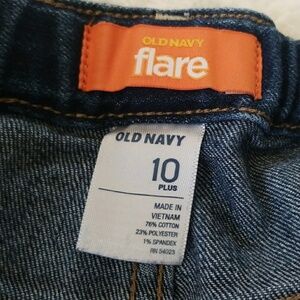 OLD NAVY
flare
OLD NAVY
10
PLUS
MADE IN
VIETNAM
76% COTTON
23% POLYESTER
1% SPANDEX
RN 54023